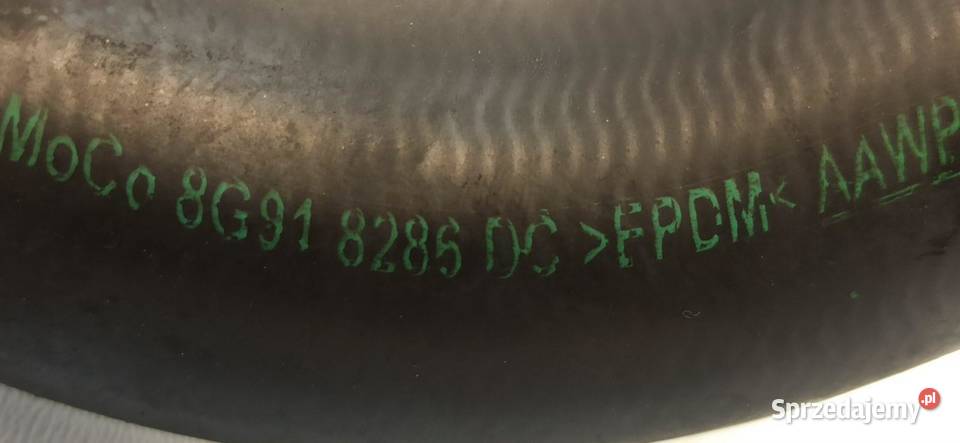 MoCo 8G91 8286 DC >EPDM< AAWP
Sprzedajemy.pl